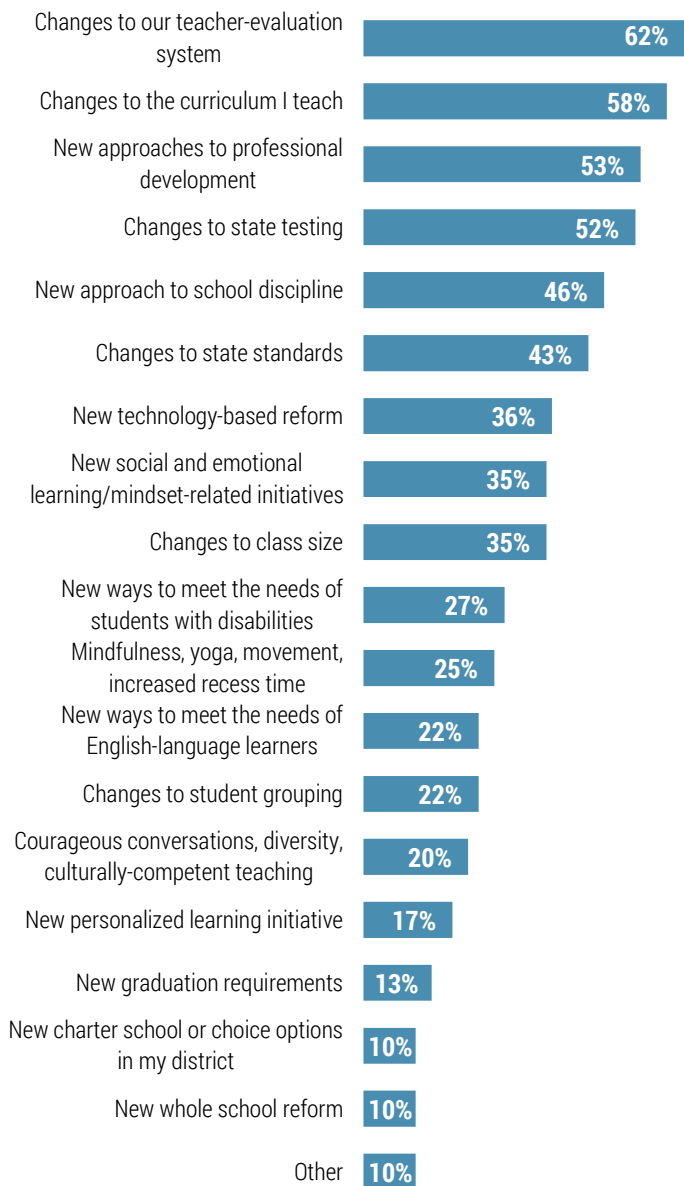 Changes to our teacher-evaluation
system
62%
Changes to the curriculum I teach
58%
New approaches to professional
development
53%
Changes to state testing
52%
New approach to school discipline
46%
Changes to state standards
43%
New technology-based reform
36%
New social and emotional
learning/mindset-related initiatives
35%
Changes to class size
35%
New ways to meet the needs of
students with disabilities
27%
Mindfulness, yoga, movement,
increased recess time
25%
New ways to meet the needs of
English-language learners
22%
Changes to student grouping
22%
Courageous conversations, diversity,
culturally-competent teaching
20%
New personalized learning initiative
17%
New graduation requirements
13%
New charter school or choice options
in my district
10%
New whole school reform
10%
Other
10%